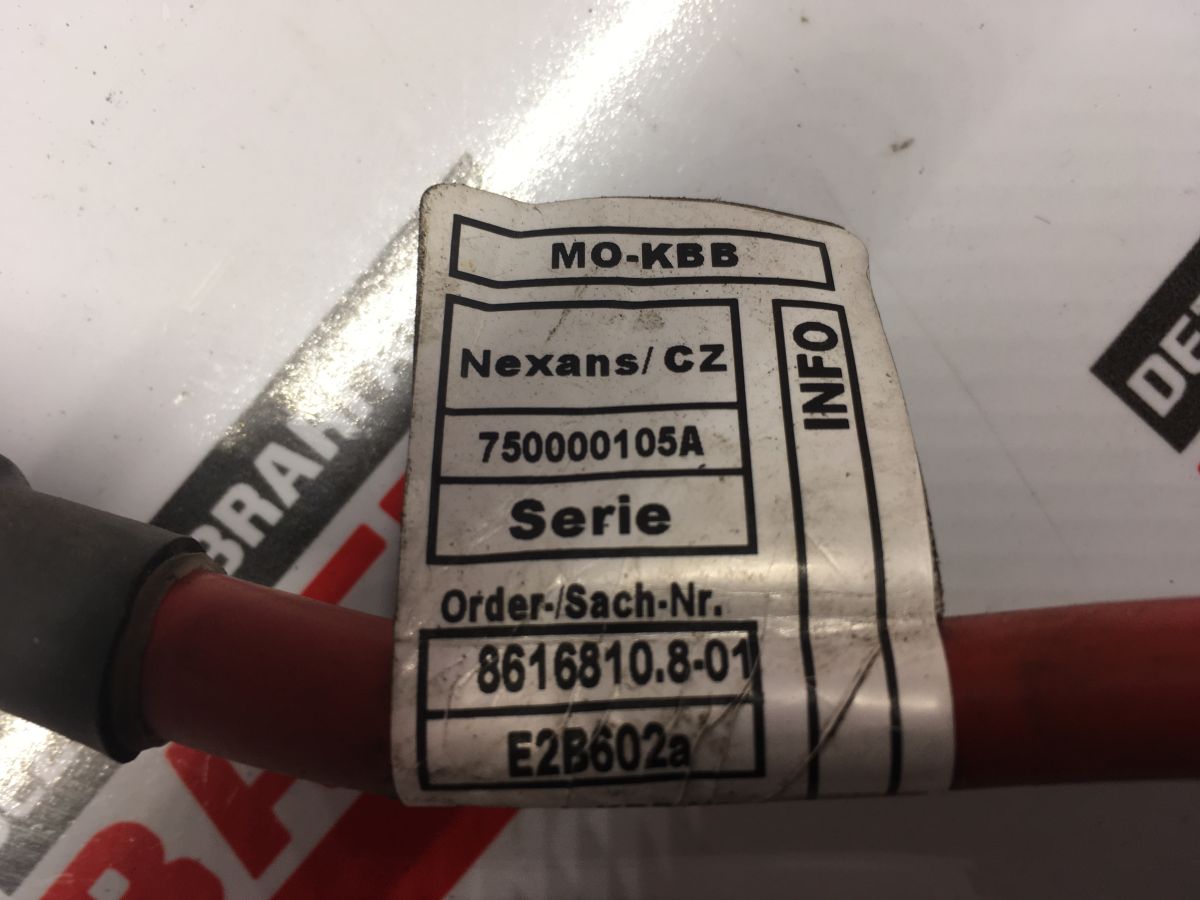 MO-KBB
Nexans/CZ
750000105A
Serie
INFO
Order-/Sach-Nr.
8616810.8-01
E2B602a